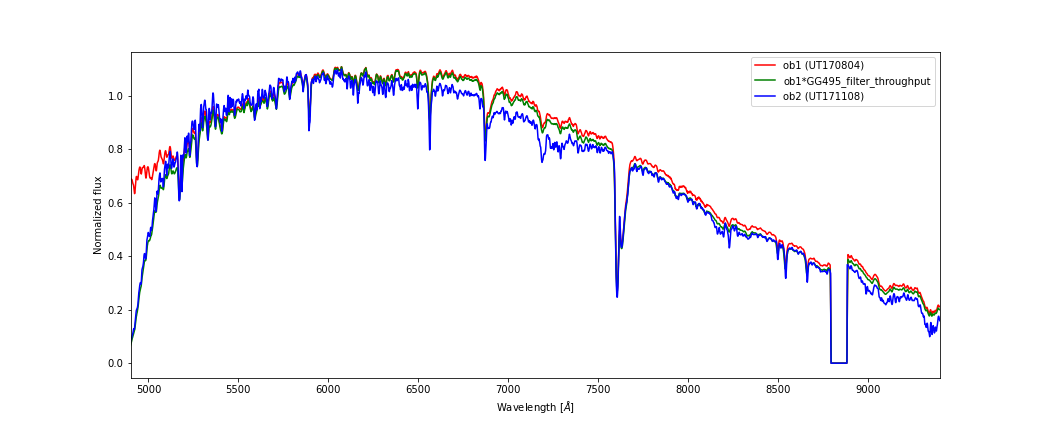 ob1 (UT170804)
ob1*GG495_filter_throughput
ob2 (UT171108)
Normalized flux
1.0
0.8
0.6
0.4
0.2
0.0
5000 5500 6000 6500 7000 7500 8000 8500 9000
Wavelength [Å]